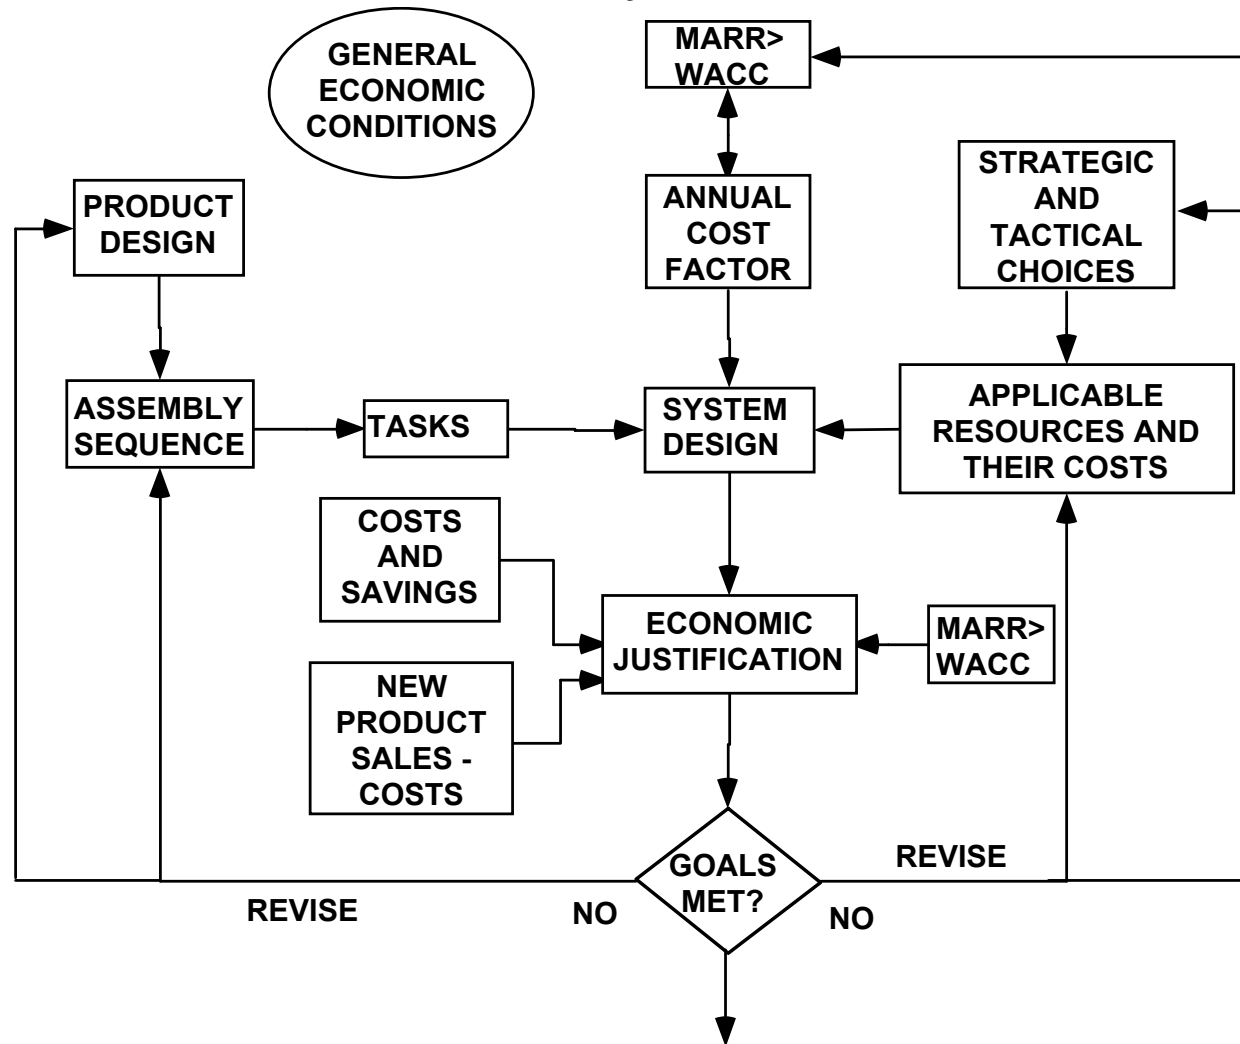 GENERAL
ECONOMIC
CONDITIONS
MARR>
WACC
PRODUCT
DESIGN
ANNUAL
COST
FACTOR
STRATEGIC
AND
TACTICAL
CHOICES
ASSEMBLY
SEQUENCE
TASKS
SYSTEM
DESIGN
APPLICABLE
RESOURCES AND
THEIR COSTS
COSTS
AND
SAVINGS
ECONOMIC
JUSTIFICATION
MARR>
WACC
NEW
PRODUCT
SALES -
COSTS
GOALS
MET?
REVISE
REVISE
NO
NO